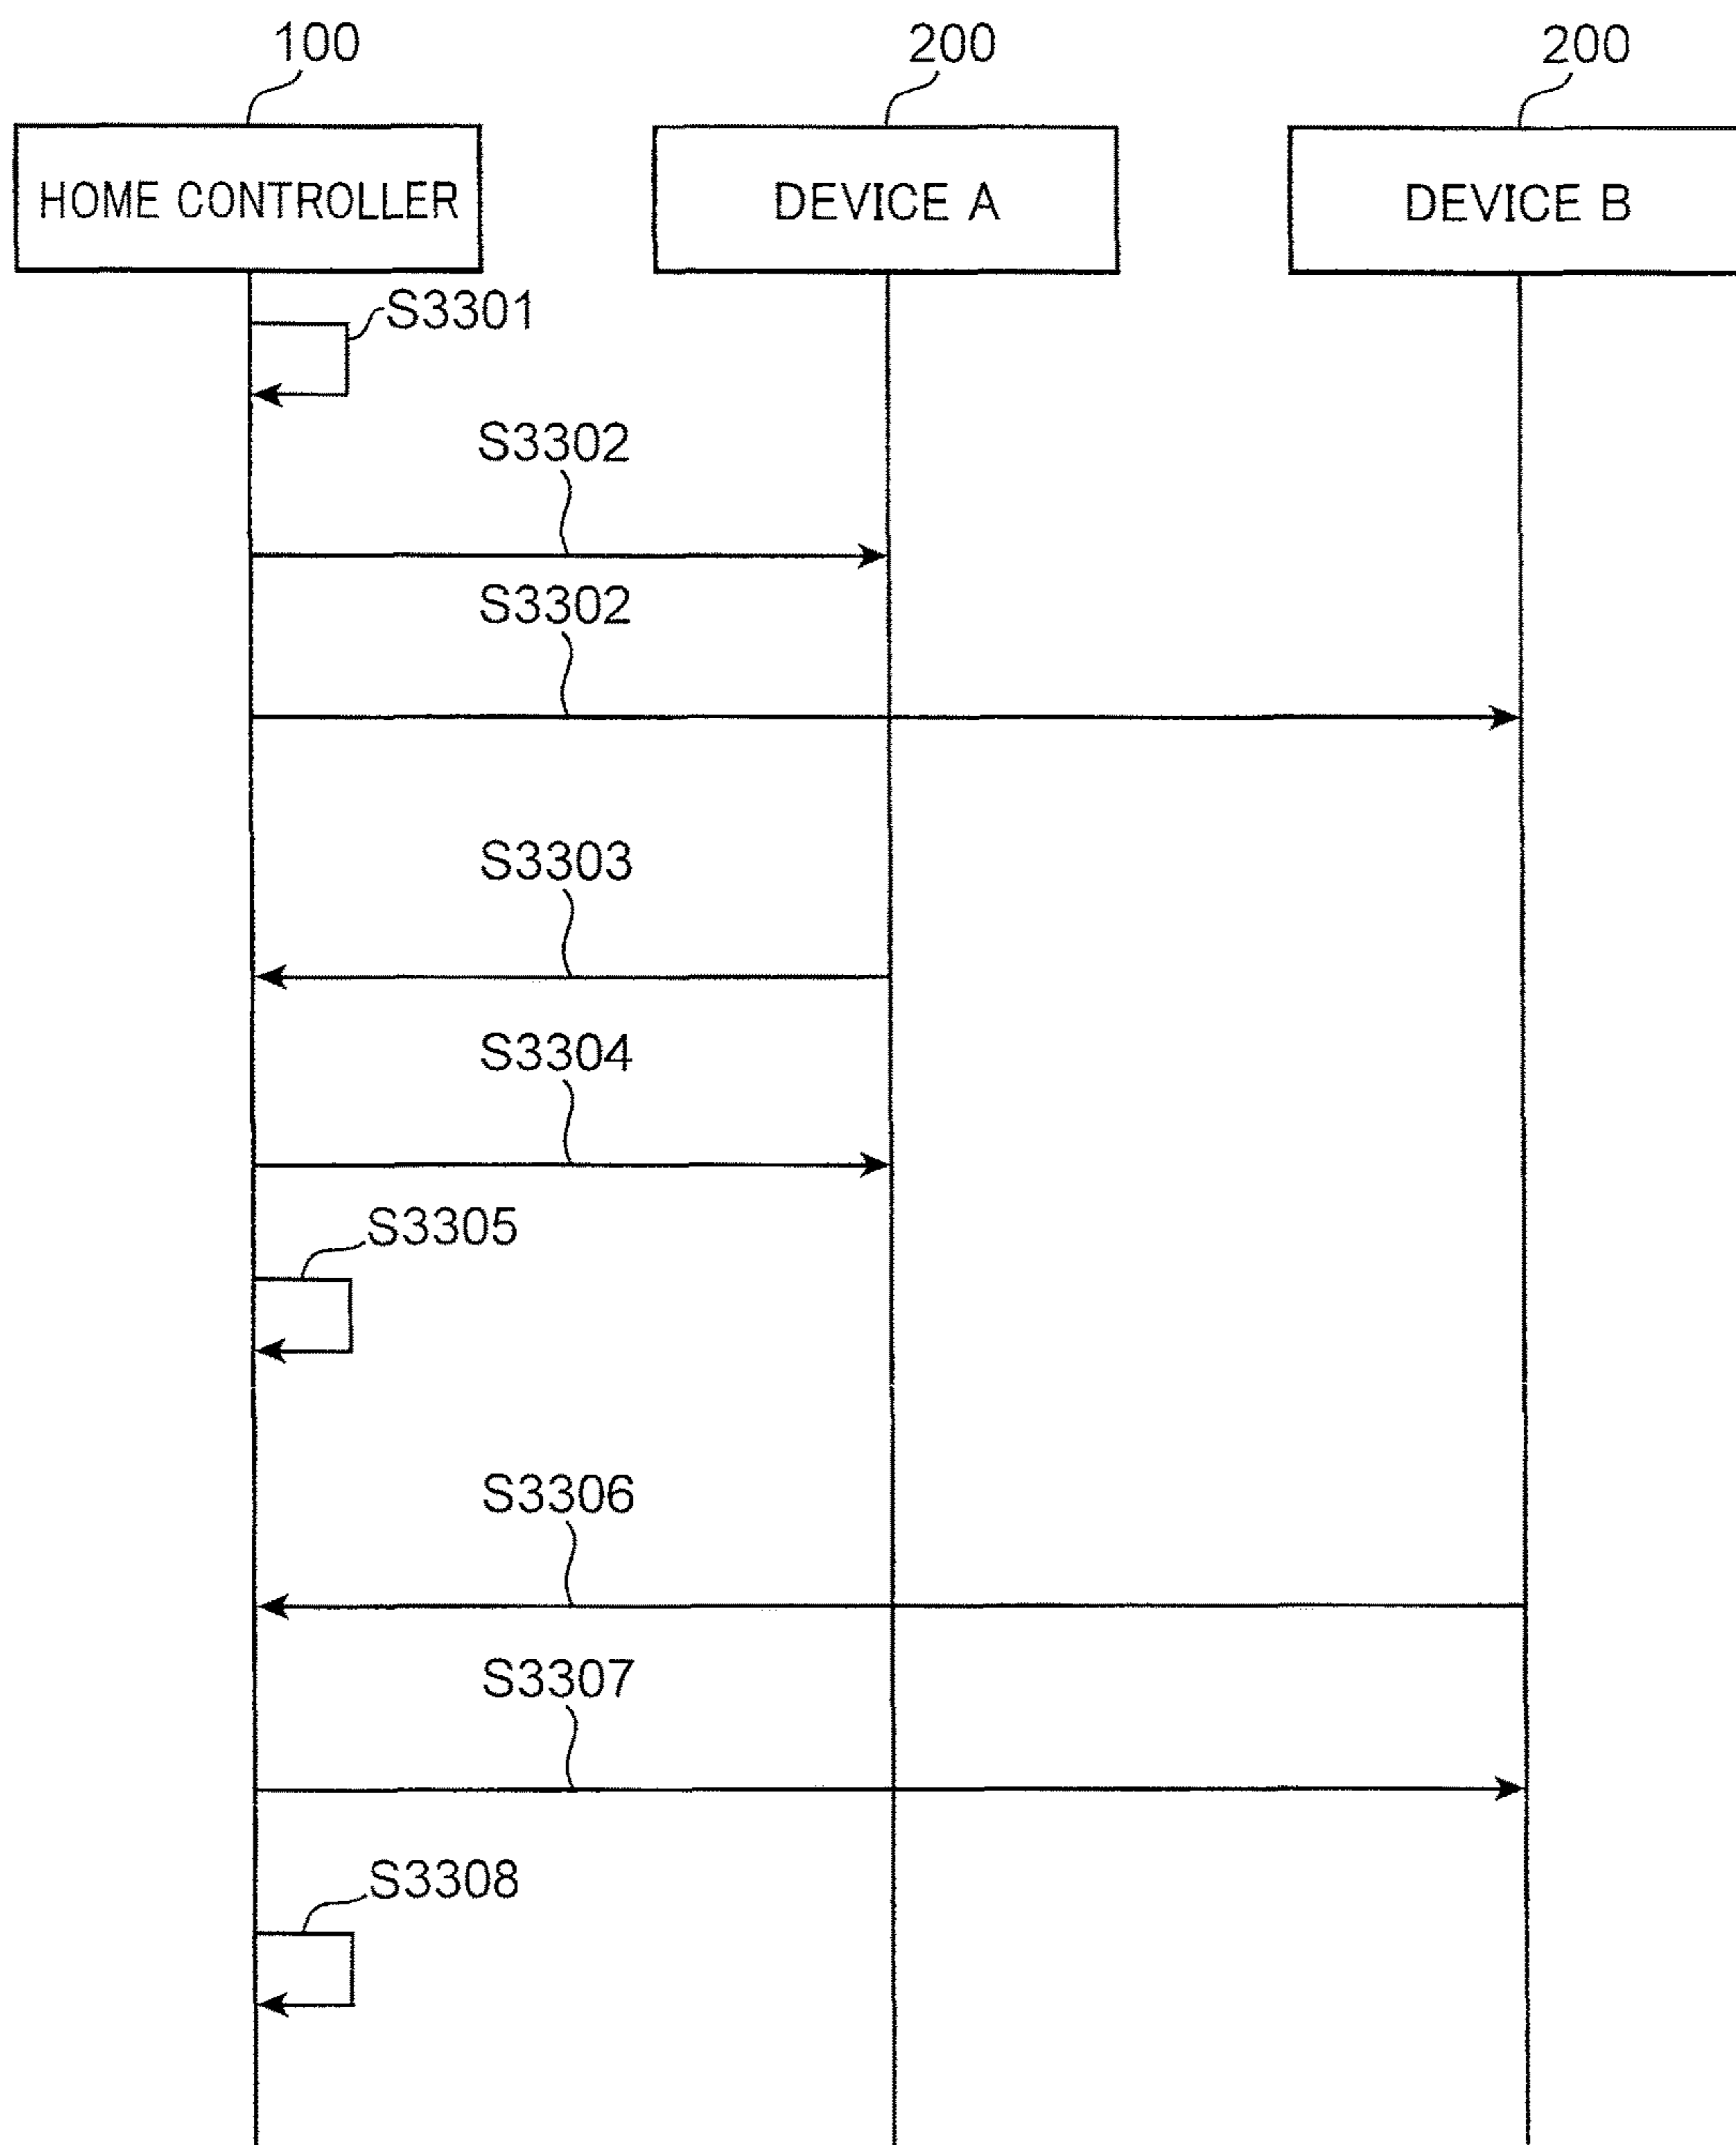 100
200
200
HOME CONTROLLER
DEVICE A
DEVICE B
S3301
S3302
S3302
S3303
S3304
S3305
S3306
S3307
S3308